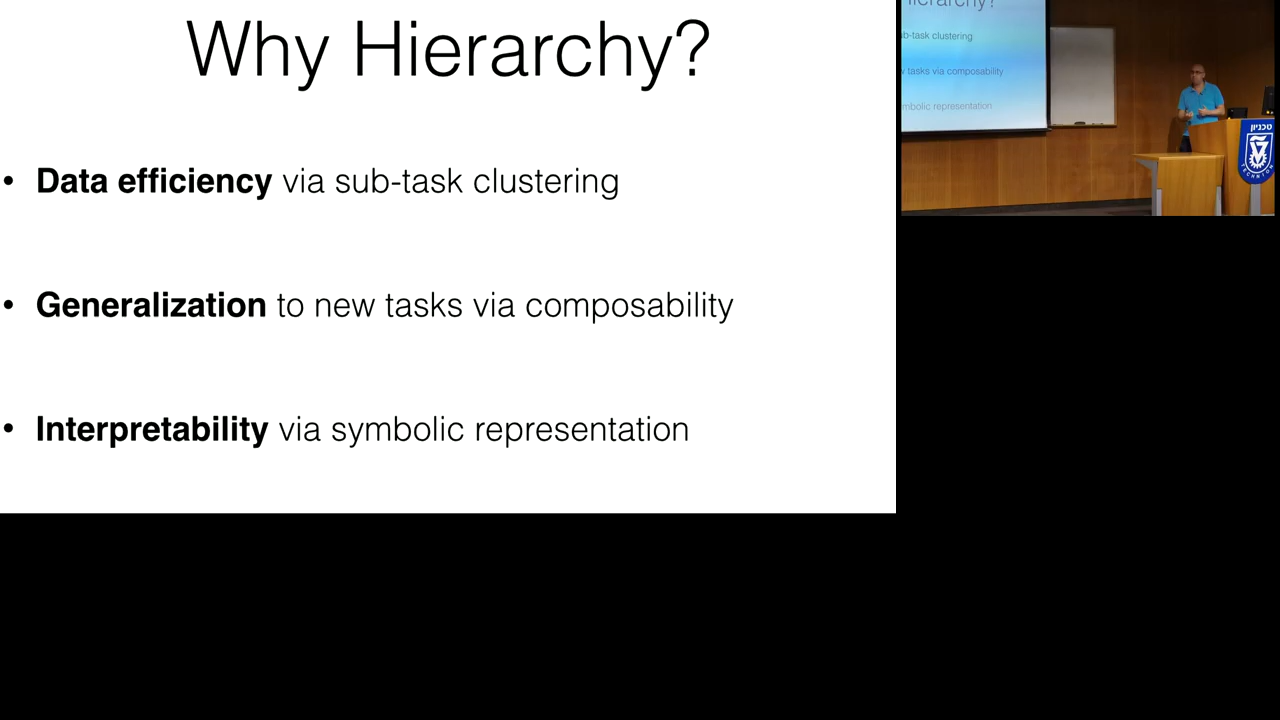 Why Hierarchy?
• Data efficiency via sub-task clustering
• Generalization to new tasks via composability
• Interpretability via symbolic representation
ierarchy?
b-task clustering
w tasks via composability
mbolic representation
טכניון
TECHNION